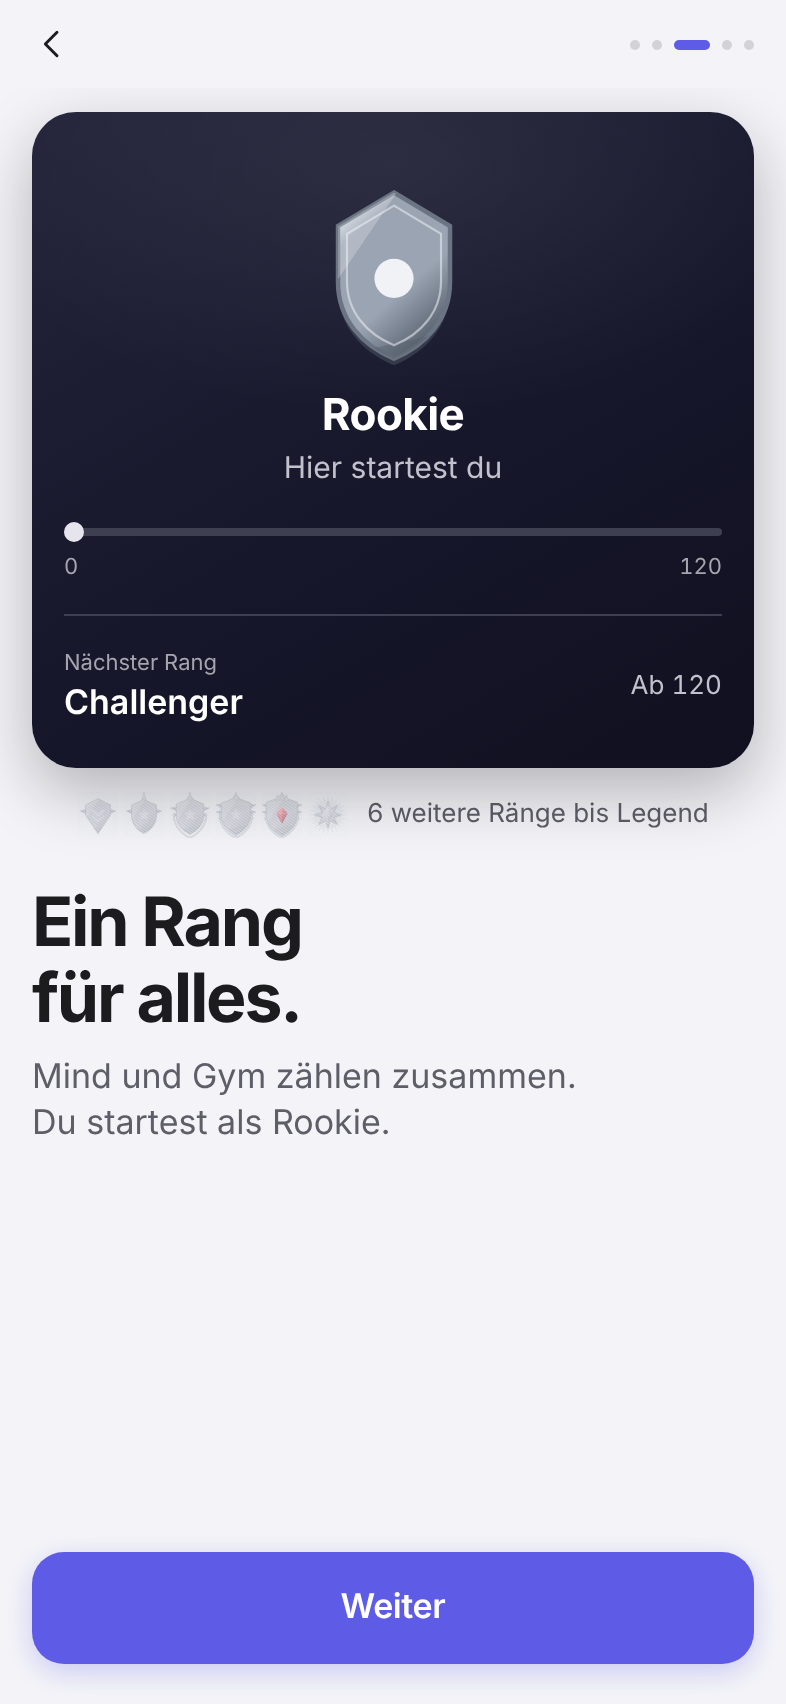 Rookie
Hier startest du
0
120
Nächster Rang
Challenger
Ab 120
6 weitere Ränge bis Legend
Ein Rang
für alles.
Mind und Gym zählen zusammen.
Du startest als Rookie.
Weiter